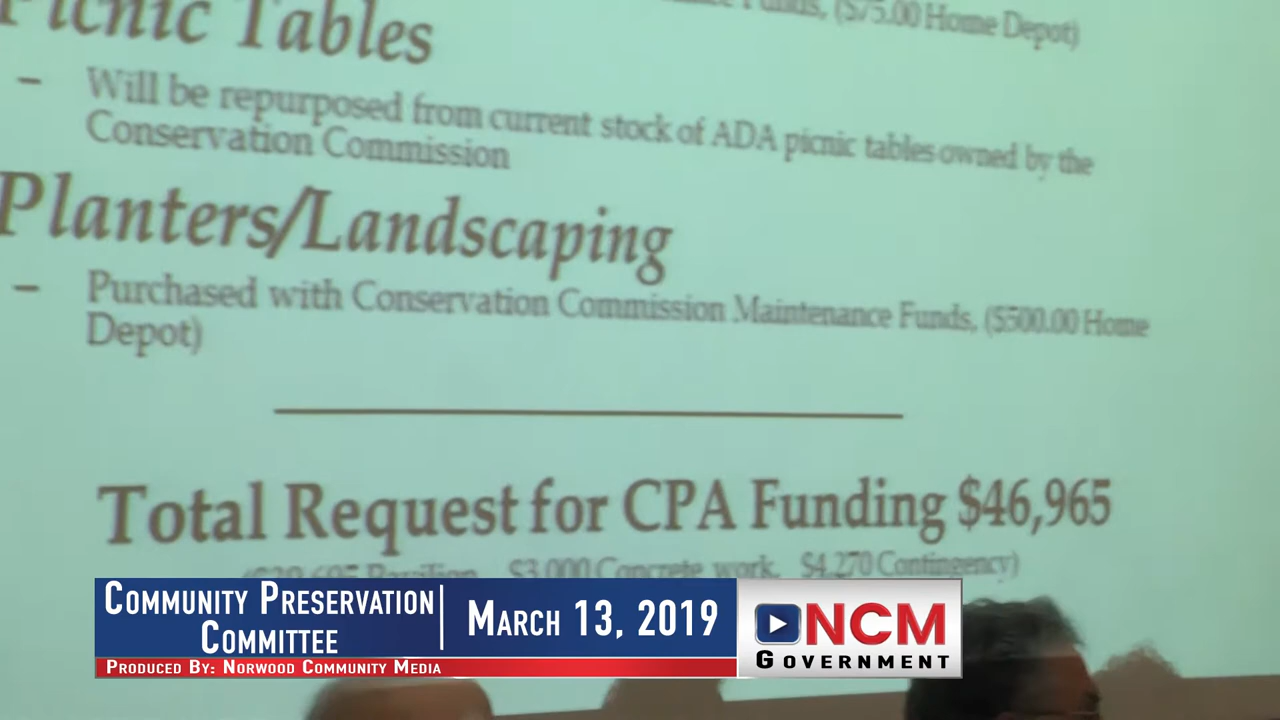 Funds, ($75.00 Home Depot)
Picnic Tables
– Will be repurposed from current stock of ADA picnic tables owned by the
Conservation Commission
Planters/Landscaping
– Purchased with Conservation Commission Maintenance Funds, ($500.00 Home
Depot)
Total Request for CPA Funding $46,965
$3,000 Concrete work, $4,270 Contingency)
Community Preservation
Committee
March 13, 2019
NCM
Government
Produced By: Norwood Community Media